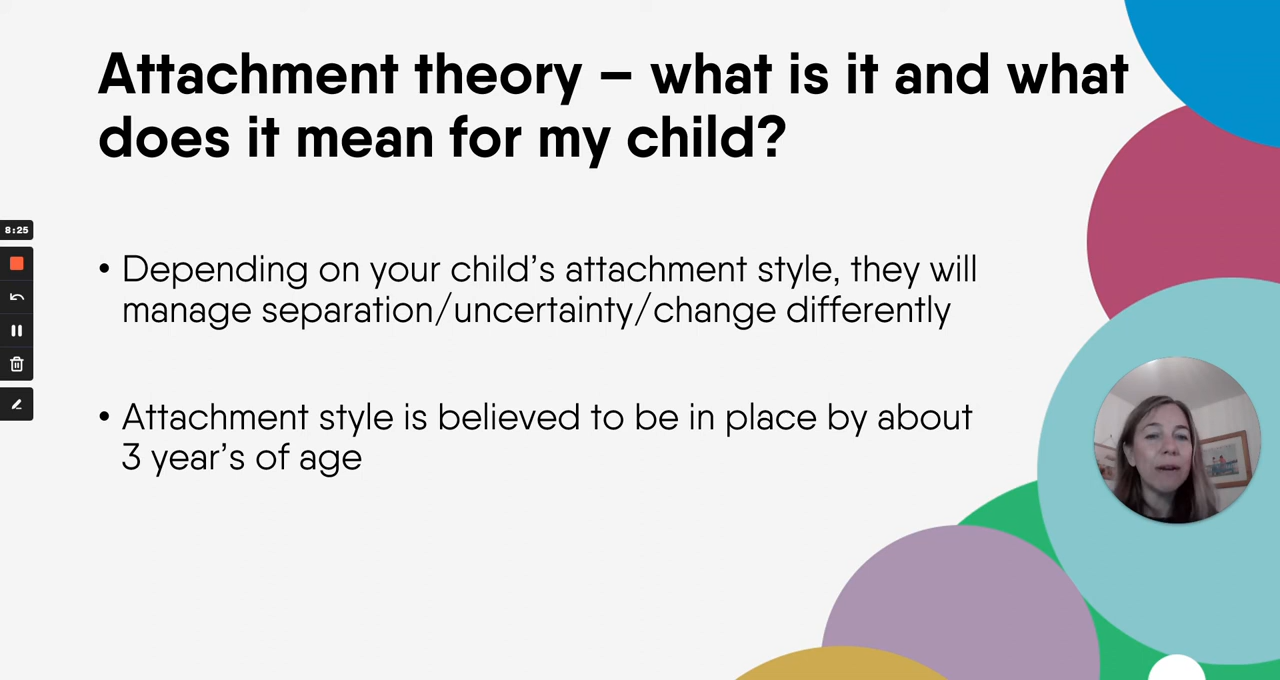 Attachment theory – what is it and what
does it mean for my child?
8:25
• Depending on your child’s attachment style, they will
manage separation/uncertainty/change differently
• Attachment style is believed to be in place by about
3 year’s of age